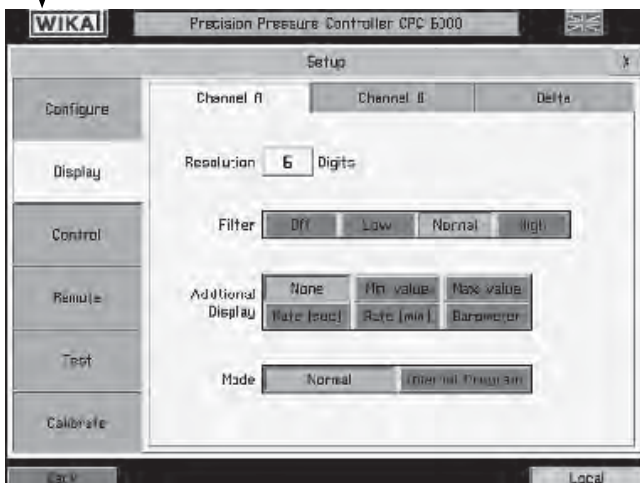 WIKAI Precision Pressure Controller CPC 6000
Setup X
Configure
Display
Control
Remote
Test
Calibrate
Channel A Channel B Delta
Resolution 6 Digits
Filter Off Low Normal High
Additional Display None Min value Max value
Rate (sec) Rate (min) Barometer
Mode Normal Internal Program
Back Local